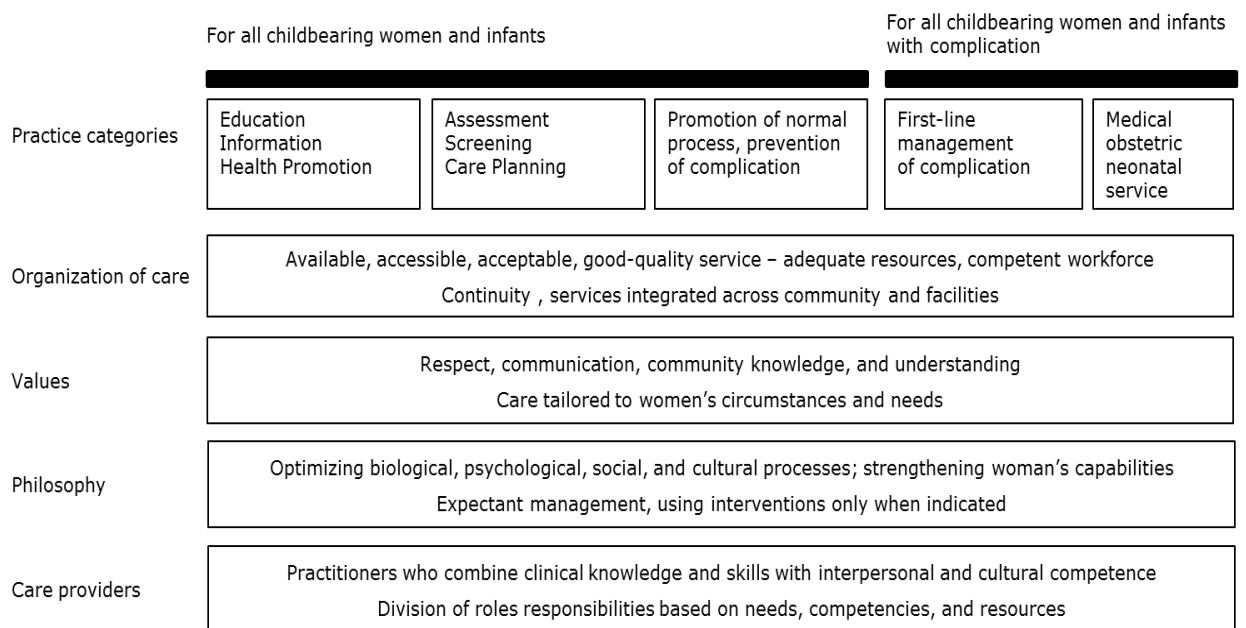 For all childbearing women and infants
For all childbearing women and infants
with complication
Practice categories
Education
Information
Health Promotion
Assessment
Screening
Care Planning
Promotion of normal
process, prevention
of complication
First-line
management
of complication
Medical
obstetric
neonatal
service
Organization of care
Available, accessible, acceptable, good-quality service – adequate resources, competent workforce
Continuity , services integrated across community and facilities
Values
Respect, communication, community knowledge, and understanding
Care tailored to women’s circumstances and needs
Philosophy
Optimizing biological, psychological, social, and cultural processes; strengthening woman’s capabilities
Expectant management, using interventions only when indicated
Care providers
Practitioners who combine clinical knowledge and skills with interpersonal and cultural competence
Division of roles responsibilities based on needs, competencies, and resources